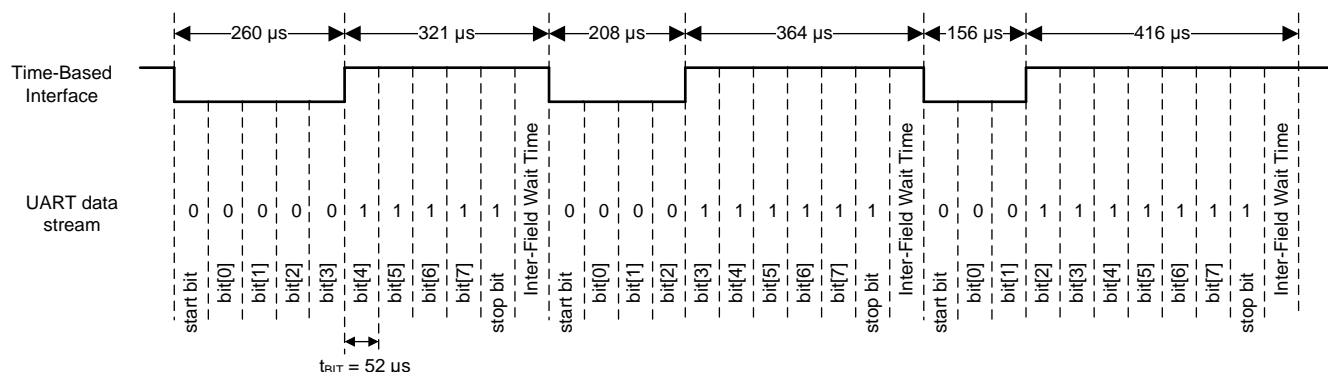 260 µs 321 µs 208 µs 364 µs 156 µs 416 µs
Time-Based
Interface
UART data
stream
0 0 0 0 0 1 1 1 1 1 0 0 0 0 1 1 1 1 1 1 0 0 0 1 1 1 1 1 1 1
start bit
bit[0]
bit[1]
bit[2]
bit[3]
bit[4]
bit[5]
bit[6]
bit[7]
stop bit
Inter-Field Wait Time
start bit
bit[0]
bit[1]
bit[2]
bit[3]
bit[4]
bit[5]
bit[6]
bit[7]
stop bit
Inter-Field Wait Time
start bit
bit[0]
bit[1]
bit[2]
bit[3]
bit[4]
bit[5]
bit[6]
bit[7]
stop bit
Inter-Field Wait Time
tBIT = 52 µs